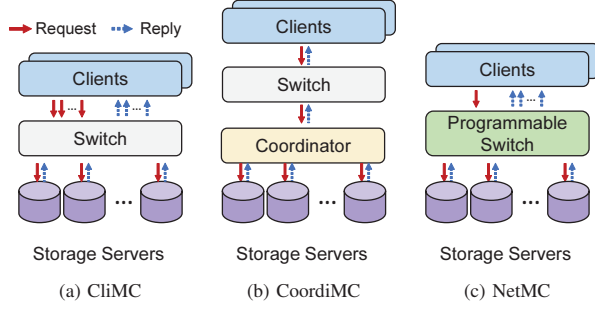 Request Reply
Clients
...
...
Switch
...
Storage Servers
(a) CliMC
Clients
Switch
Coordinator
...
Storage Servers
(b) CoordiMC
Clients
...
Programmable
Switch
...
Storage Servers
(c) NetMC